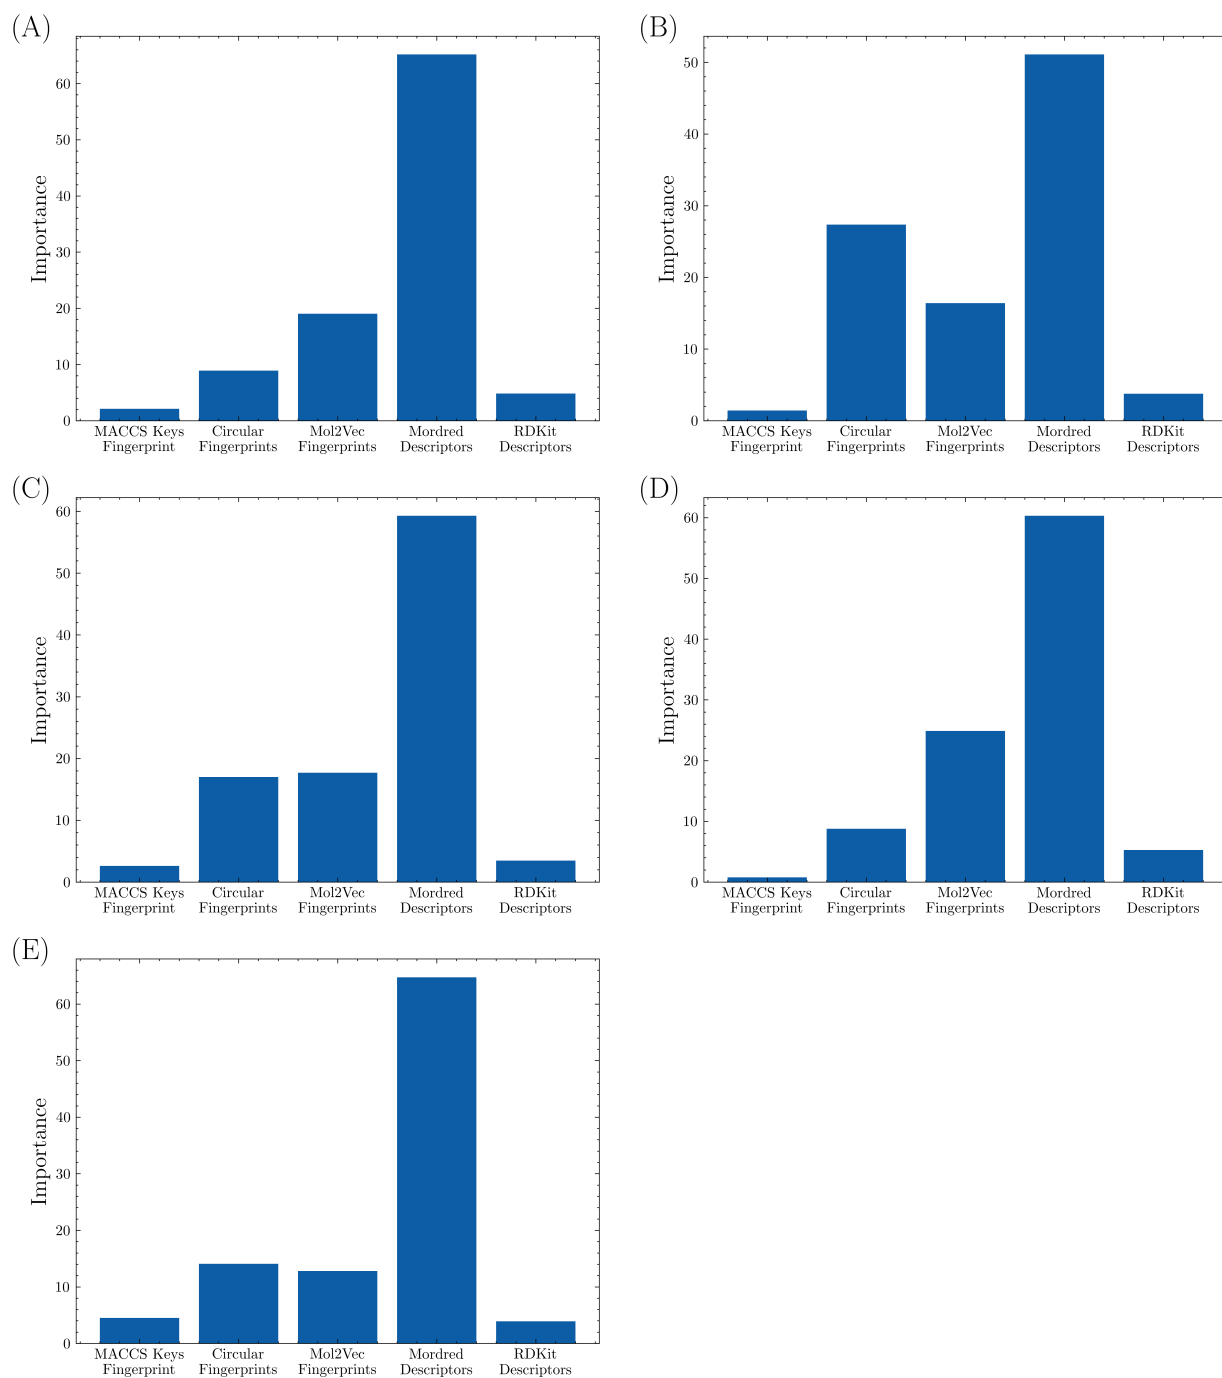 (A)
60
50
40
30
20
10
0
Importance
MACCS Keys Fingerprint
Circular Fingerprints
Mol2Vec Fingerprints
Mordred Descriptors
RDKit Descriptors
(B)
50
40
30
20
10
0
Importance
MACCS Keys Fingerprint
Circular Fingerprints
Mol2Vec Fingerprints
Mordred Descriptors
RDKit Descriptors
(C)
60
50
40
30
20
10
0
Importance
MACCS Keys Fingerprint
Circular Fingerprints
Mol2Vec Fingerprints
Mordred Descriptors
RDKit Descriptors
(D)
60
50
40
30
20
10
0
Importance
MACCS Keys Fingerprint
Circular Fingerprints
Mol2Vec Fingerprints
Mordred Descriptors
RDKit Descriptors
(E)
60
50
40
30
20
10
0
Importance
MACCS Keys Fingerprint
Circular Fingerprints
Mol2Vec Fingerprints
Mordred Descriptors
RDKit Descriptors